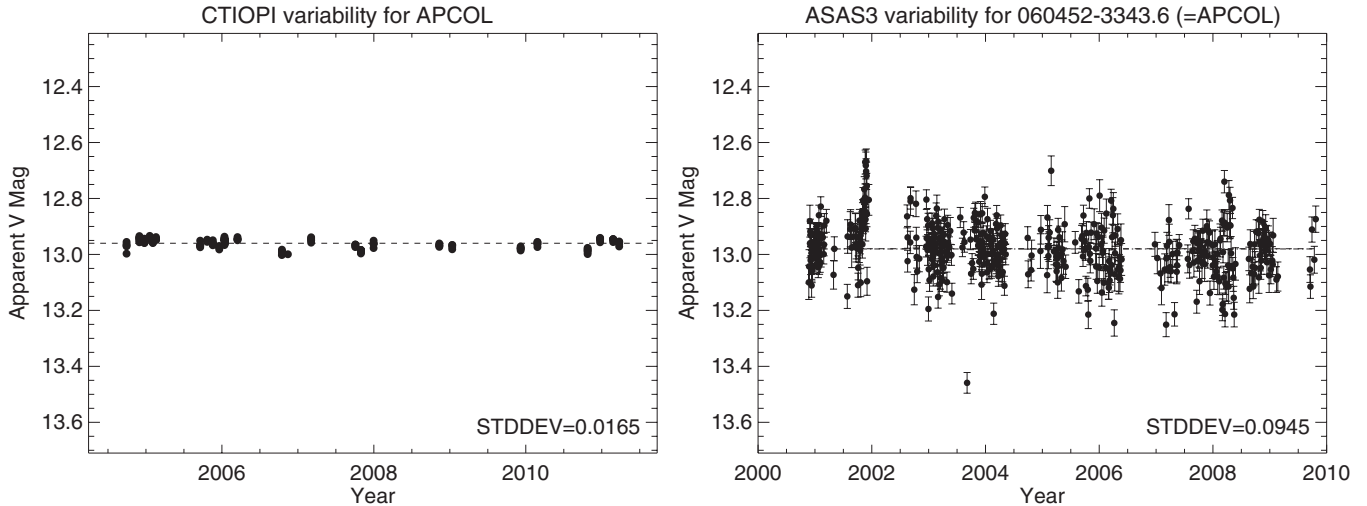 CTIOPI variability for APCOL
12.4
12.6
12.8
13.0
13.2
13.4
13.6
Apparent V Mag
STDDEV=0.0165
2006
2008
2010
Year
ASAS3 variability for 060452-3343.6 (=APCOL)
12.4
12.6
12.8
13.0
13.2
13.4
13.6
Apparent V Mag
STDDEV=0.0945
2000
2002
2004
2006
2008
2010
Year